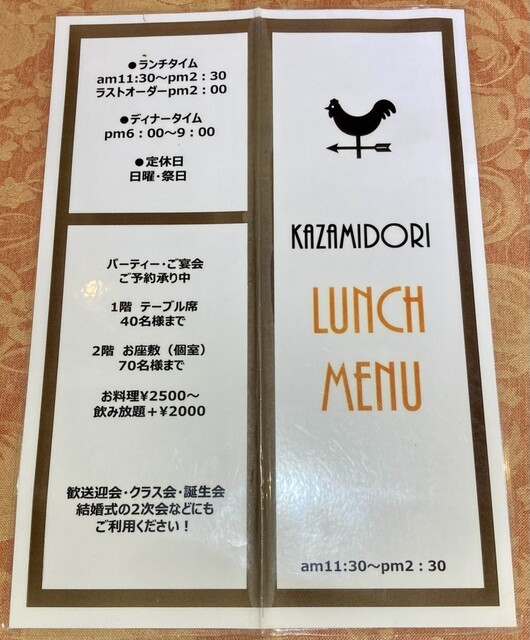 ●ランチタイム
am11:30～pm2：30
ラストオーダーpm2：00
●ディナータイム
pm6：00～9：00
●定休日
日曜・祭日
パーティー・ご宴会
ご予約承り中
1階 テーブル席
40名様まで
2階 お座敷（個室）
70名様まで
お料理¥2500～
飲み放題＋¥2000
歓送迎会・クラス会・誕生会
結婚式の2次会などにも
ご利用ください！
KAZAMIDORI
LUNCH
MENU
am11:30～pm2：30